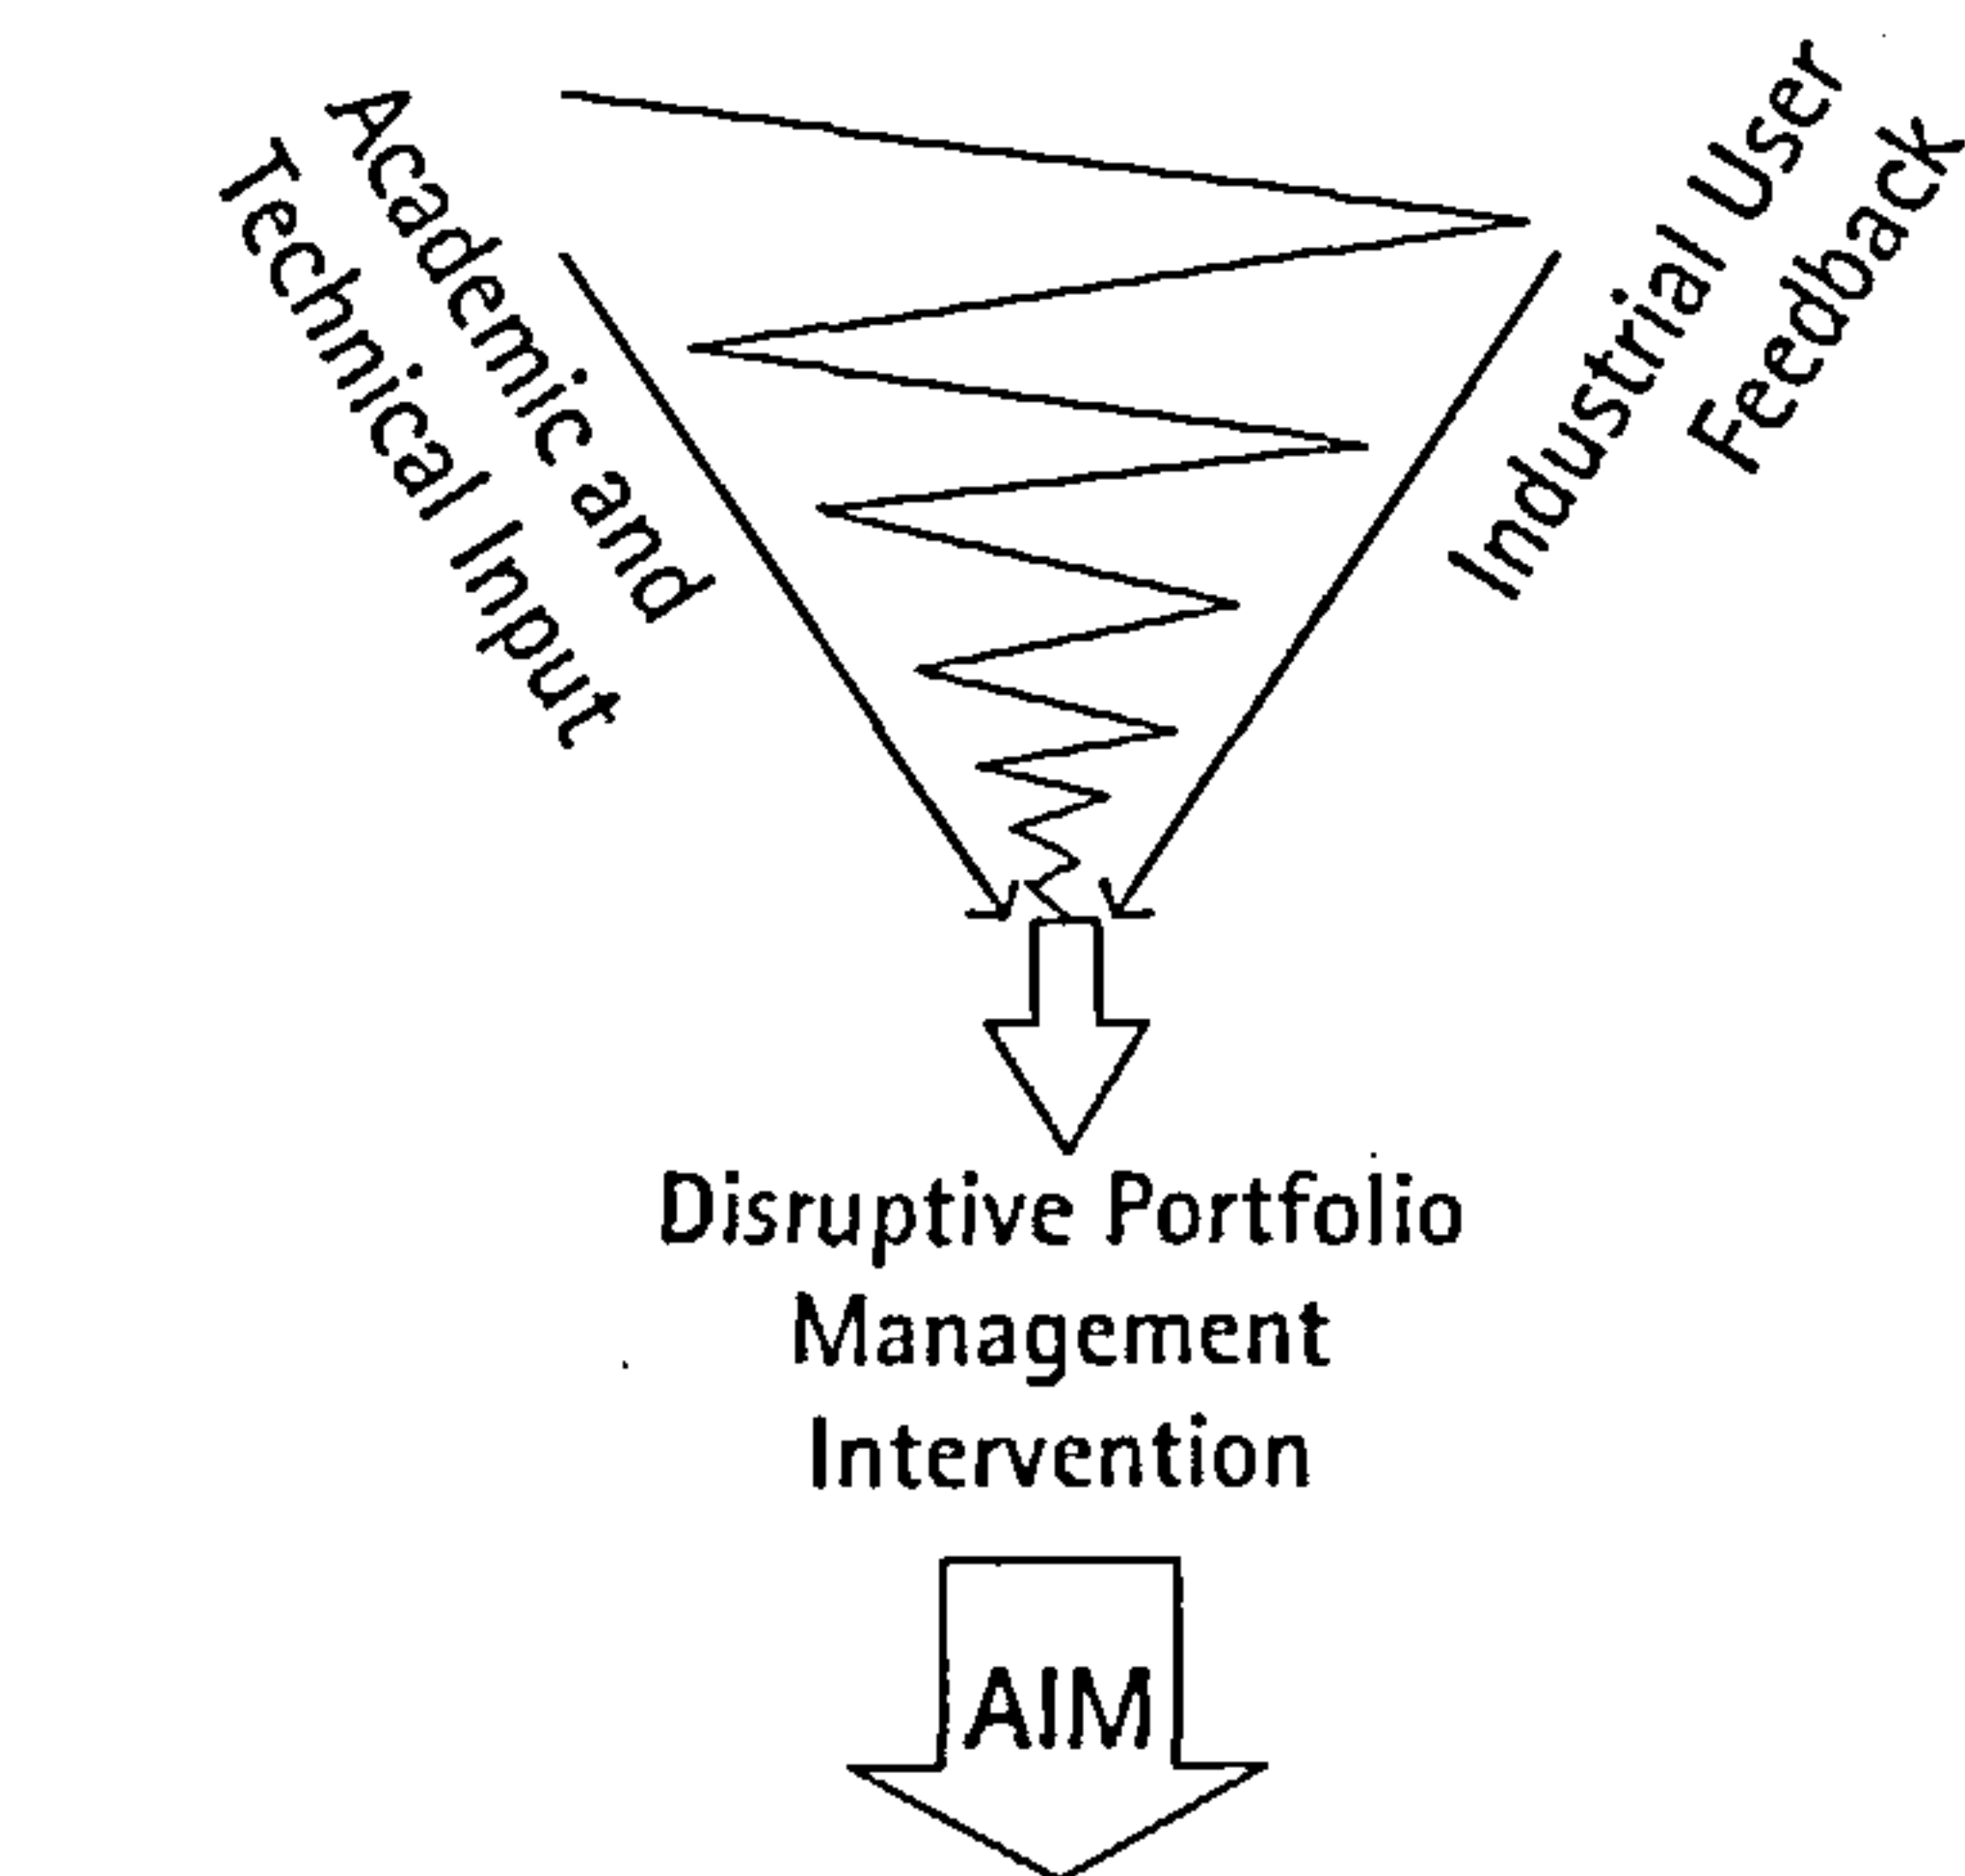 Academic and
Technical Input
Industrial User
Feedback
Disruptive Portfolio
Management
Intervention
AIM